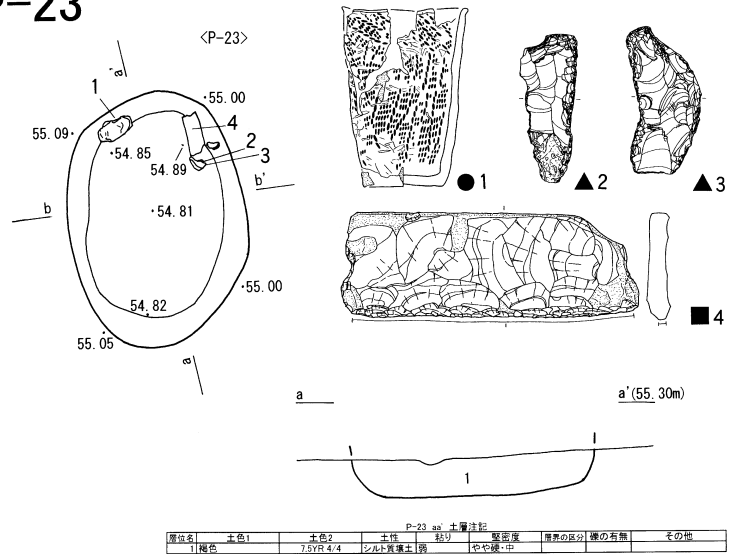 P-23
<P-23>
a'
1
55.00
55.09
54.85
4
2
54.89
3
b'
b
54.81
55.00
54.82
55.05
a
●1
▲2
▲3
■4
a a'(55.30m)
1
P-23 aa' 土層注記
層位名 土色1 土色2 土性 粘り 堅密度 層界の区分 礫の有無 その他
1 褐色 7.5YR 4/4 シルト質壌土 弱 やや硬・中